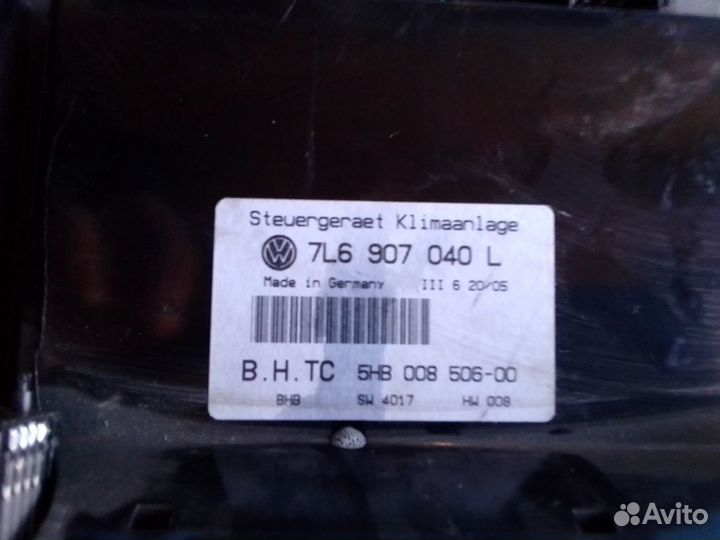 Steuergeraet Klimaanlage
7L6 907 040 L
Made in Germany III 6 20/05
B.H.TC 5HB 008 506-00
BHB SW 4017 HW 008
Avito